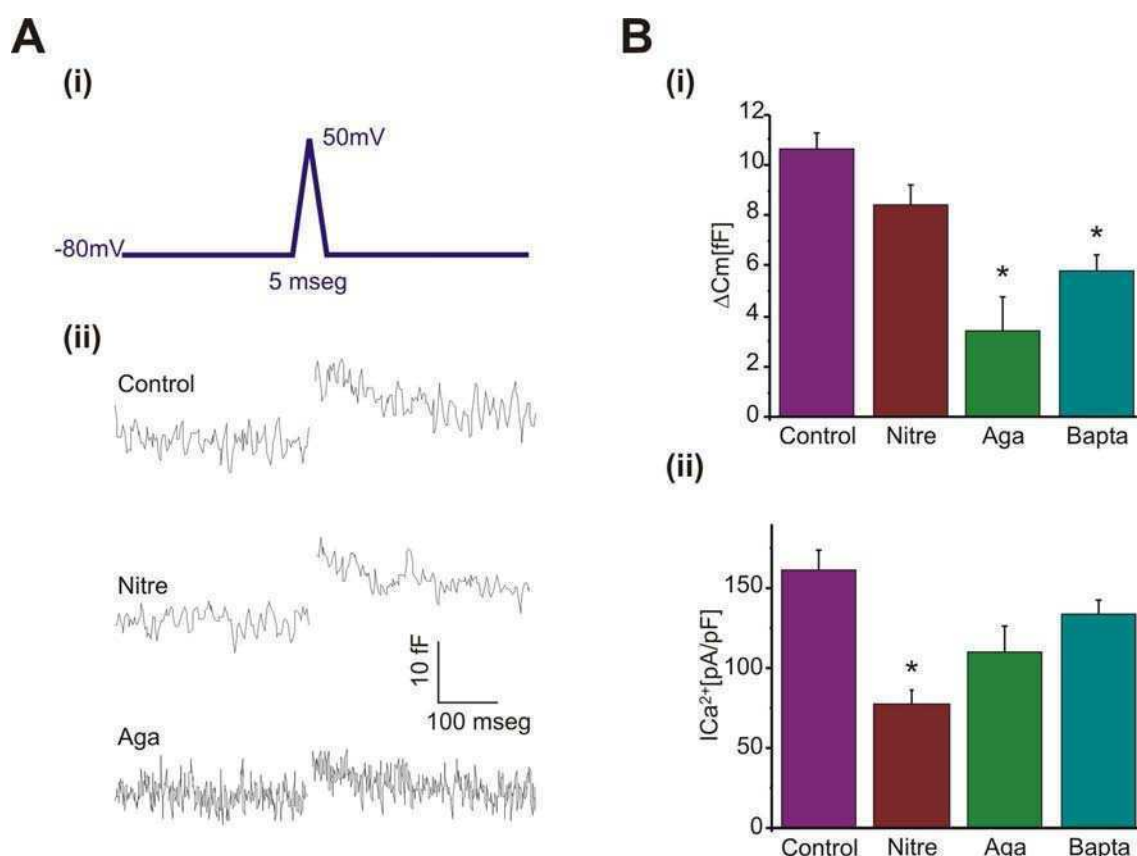 A
(i)
50mV
-80mV
5 mseg
(ii)
Control
Nitre
10 fF
100 mseg
Aga
B
(i)
12
10
8
6
4
2
0
ΔCm[fF]
*
*
Control Nitre Aga Bapta
(ii)
150
100
50
0
ICa²⁺[pA/pF]
*
Control Nitre Aga Bapta